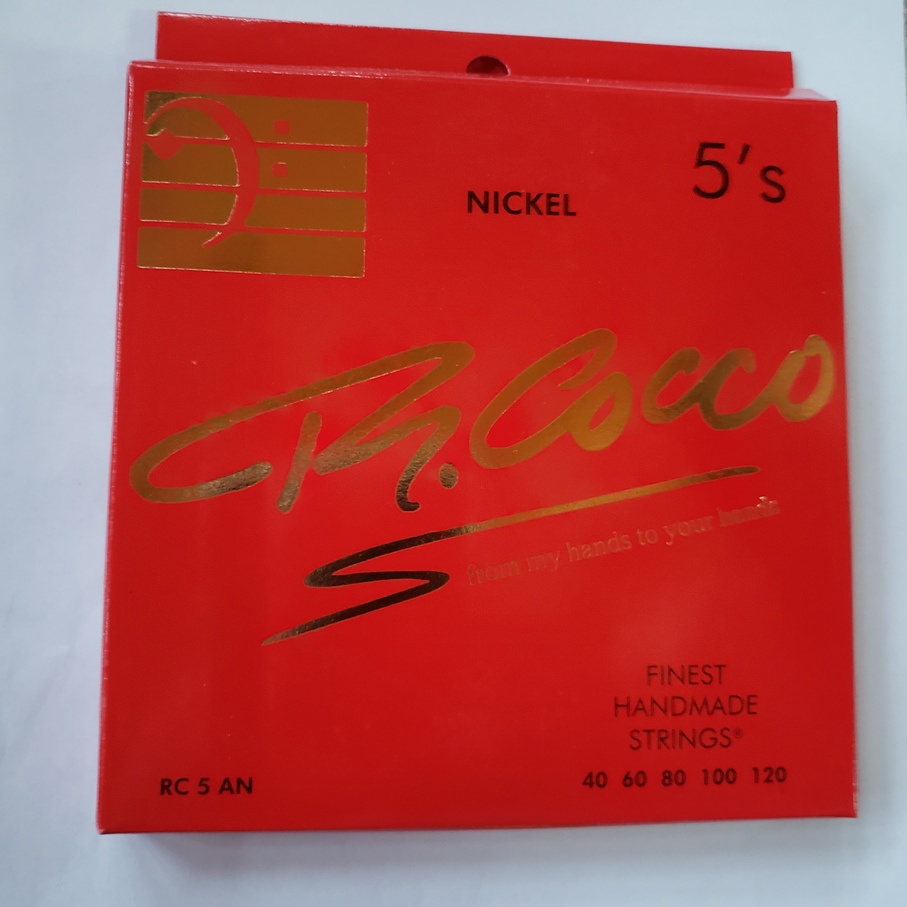 5's
NICKEL
R. Cocco
from my hands to your hands
FINEST
HANDMADE
STRINGS®
RC 5 AN
40 60 80 100 120